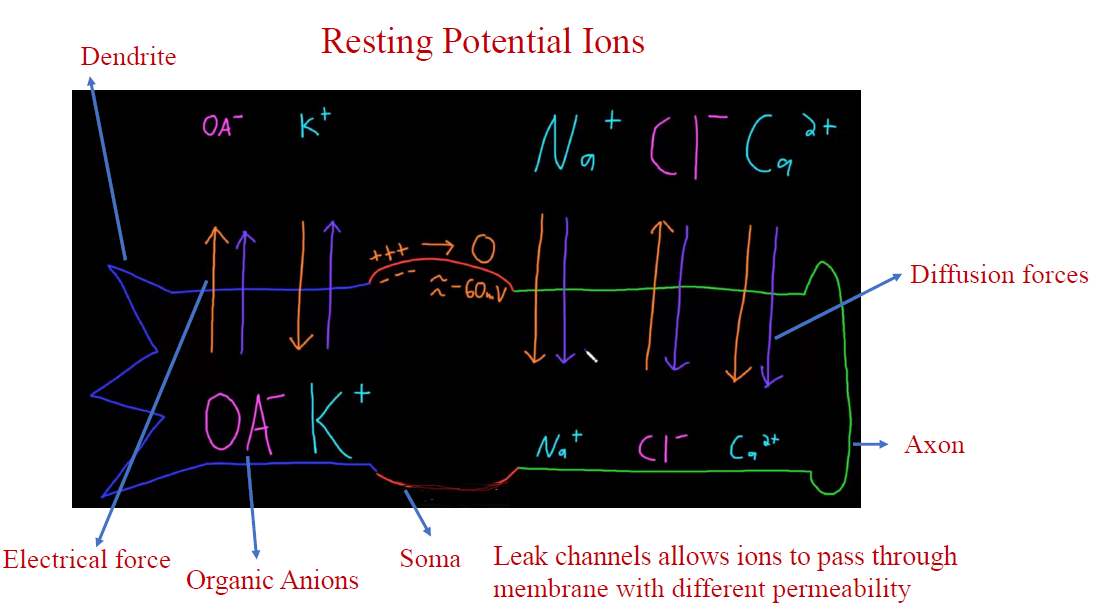 Resting Potential Ions
Dendrite
OA⁻ K⁺ Na⁺ Cl⁻ Ca²⁺
+++ → O
-- ≈ -60mV
Diffusion forces
OA⁻ K⁺ Na⁺ Cl⁻ Ca²⁺
Axon
Electrical force
Organic Anions
Soma
Leak channels allows ions to pass through
membrane with different permeability